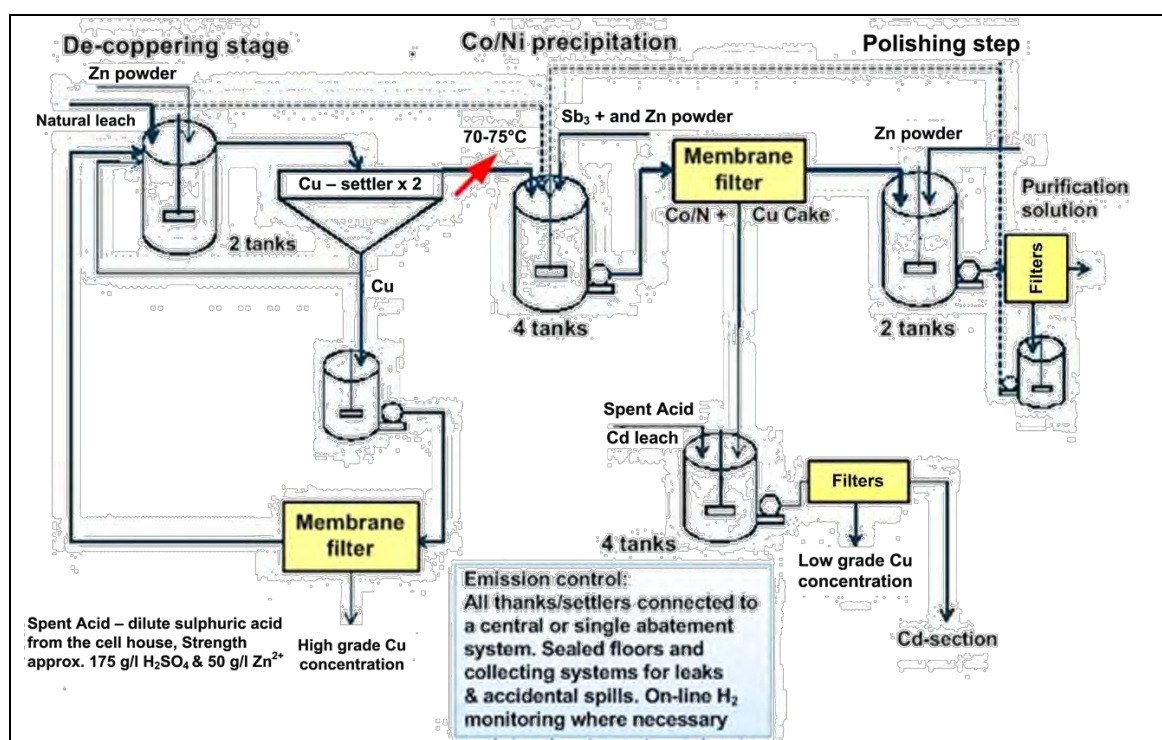 De-coppering stage
Co/Ni precipitation
Polishing step
Zn powder
Natural leach
70-75°C
Sb3 + and Zn powder
Zn powder
Membrane
filter
Purification
solution
Cu – settler x 2
Co/N + Cu Cake
Filters
2 tanks
Cu
4 tanks
2 tanks
Spent Acid
Cd leach
Filters
Membrane
filter
4 tanks
Low grade Cu
concentration
Emission control:
All thanks/settlers connected to
a central or single abatement
system. Sealed floors and
collecting systems for leaks
& accidental spills. On-line H2
monitoring where necessary
Cd-section
Spent Acid – dilute sulphuric acid
from the cell house, Strength
approx. 175 g/l H2SO4 & 50 g/l Zn2+
High grade Cu
concentration